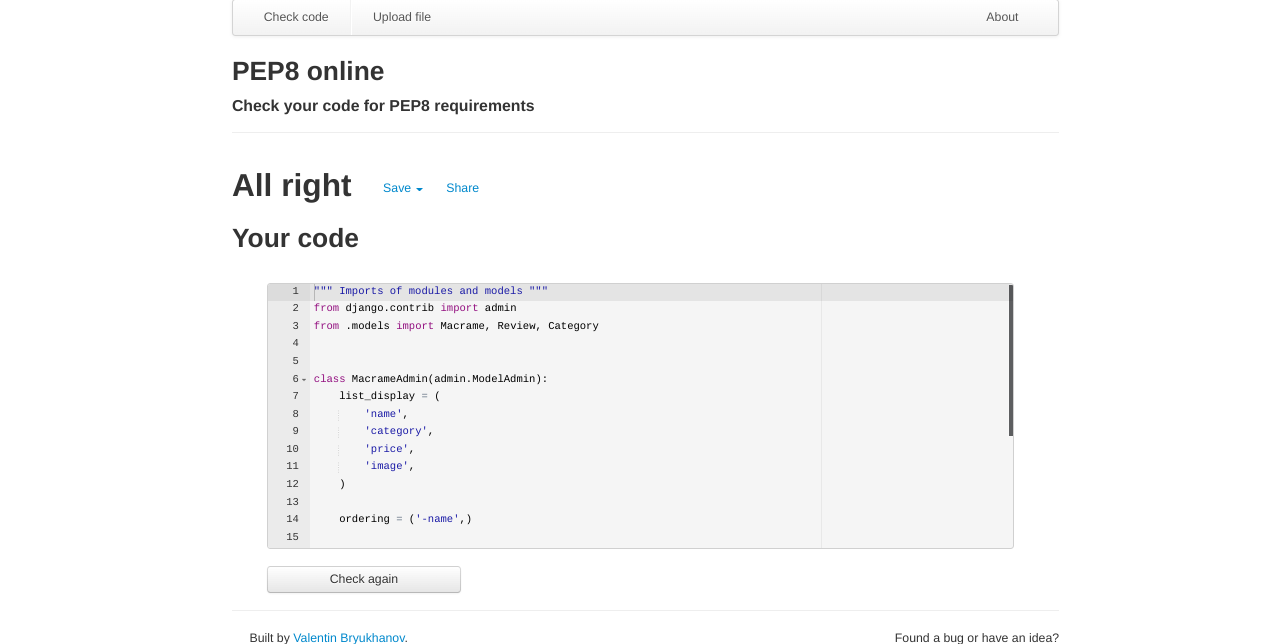 Check code Upload file About
PEP8 online
Check your code for PEP8 requirements
All right Save Share
Your code
1 """ Imports of modules and models """
2 from django.contrib import admin
3 from .models import Macrame, Review, Category
4
5
6 class MacrameAdmin(admin.ModelAdmin):
7     list_display = (
8         'name',
9         'category',
10         'price',
11         'image',
12     )
13
14     ordering = ('-name',)
15
Check again
Built by Valentin Bryukhanov. Found a bug or have an idea?